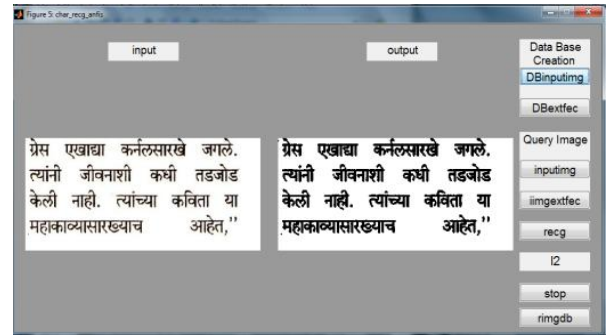 Figure 5: char_recg_anfis
input
output
Data Base
Creation
DBinputimg
DBextfec
Query Image
inputimg
iimgextfec
recg
l2
stop
rimgdb
ग्रेस एखाद्या कर्नलसारखे जगले.
त्यांनी जीवनाशी कधी तडजोड
केली नाही. त्यांच्या कविता या
महाकाव्यासारख्याच आहेत,’’
ग्रेस एखाद्या कर्नलसारखे जगले.
त्यांनी जीवनाशी कधी तडजोड
केली नाही. त्यांच्या कविता या
महाकाव्यासारख्याच आहेत,’’